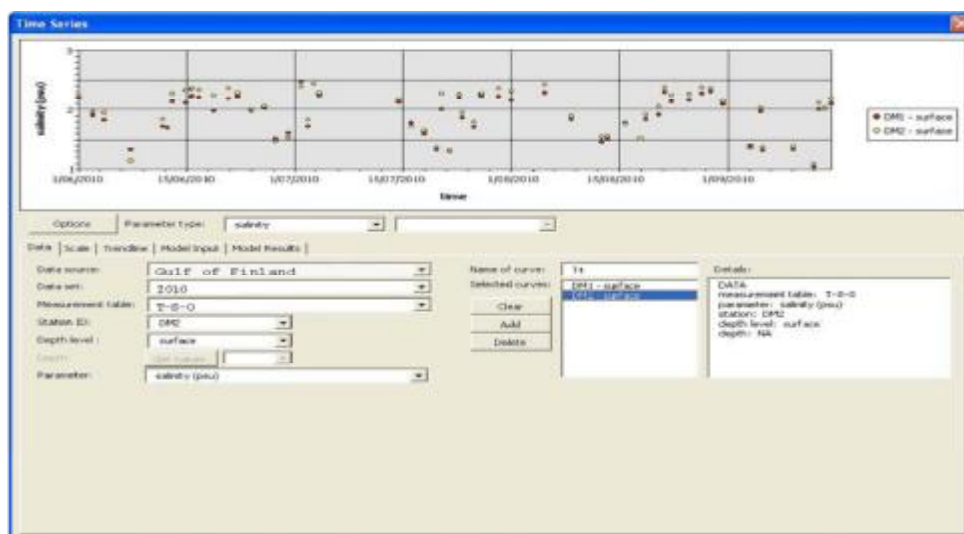 Time Series
3
2
1
salinity (psu)
1/06/2010 15/06/2010 1/07/2010 15/07/2010 1/08/2010 15/08/2010 1/09/2010
time
DM1 - surface
DM2 - surface
Options Parameter type: salinity
Data Scale Trendline Model Input Model Results
Data source: Gulf of Finland
Data set: 2010
Measurement table: T-S-O
Station ID: DM2
Depth level: surface
Depth: Get values
Parameter: salinity (psu)
Name of curve:
Selected curves: DM1 - surface
DM2 - surface
Clear
Add
Delete
Details:
DATA
measurement table: T-S-O
parameter: salinity (psu)
station: DM2
depth level: surface
depth: NA